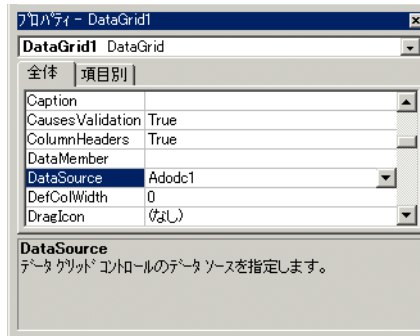 ﾌﾟﾛﾊﾟﾃｨ - DataGrid1
DataGrid1 DataGrid
全体 項目別
Caption
CausesValidation True
ColumnHeaders True
DataMember
DataSource Adodc1
DefColWidth 0
DragIcon (なし)
DataSource
ﾃﾞｰﾀ ｸﾞﾘｯﾄﾞ ｺﾝﾄﾛｰﾙのﾃﾞｰﾀ ｿｰｽを指定します。